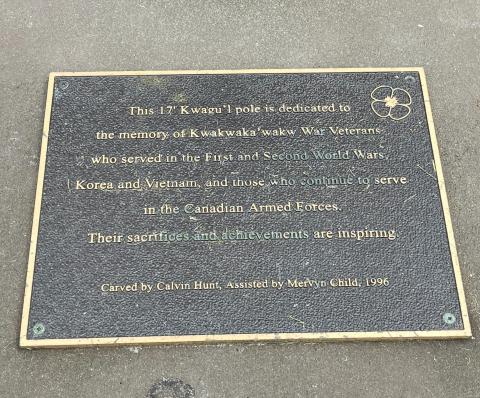 This 17' Kwagu'l pole is dedicated to
the memory of Kwakwaka'wakw War Veterans
who served in the First and Second World Wars,
Korea and Vietnam, and those who continue to serve
in the Canadian Armed Forces.
Their sacrifices and achievements are inspiring.
Carved by Calvin Hunt, Assisted by Mervyn Child, 1996